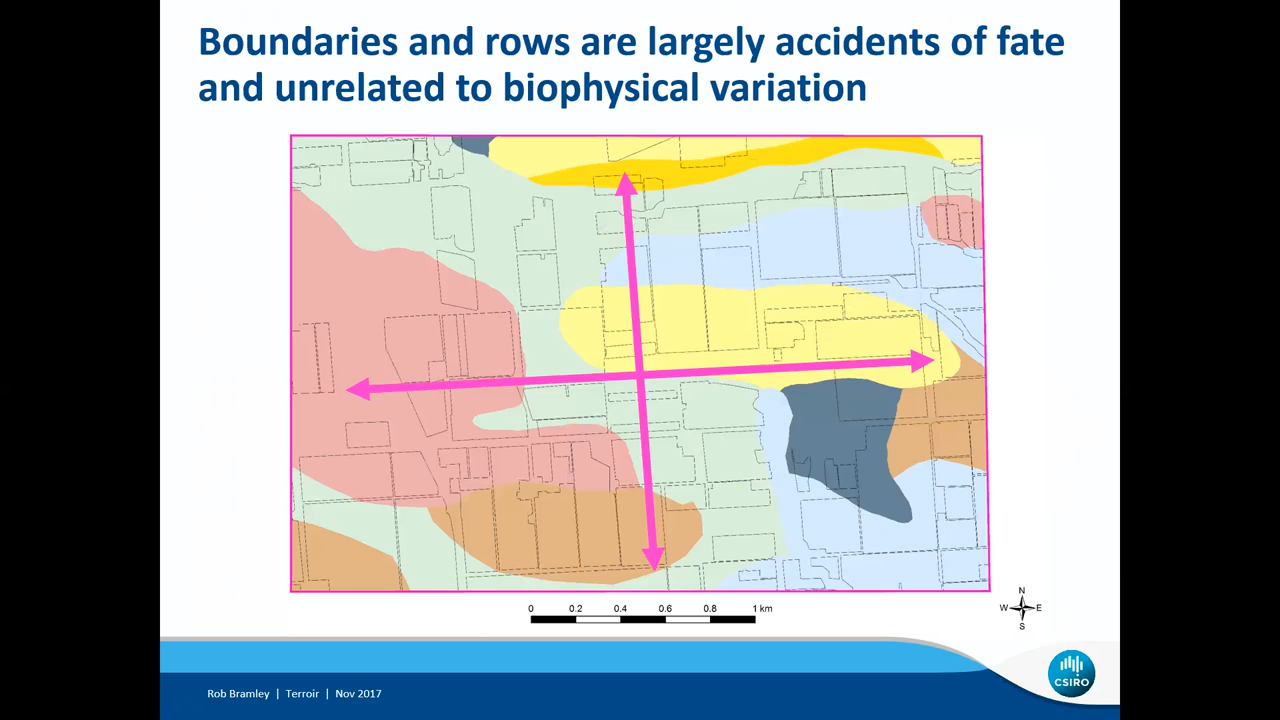 Boundaries and rows are largely accidents of fate
and unrelated to biophysical variation
0 0.2 0.4 0.6 0.8 1 km
N
W E
S
Rob Bramley | Terroir | Nov 2017
CSIRO